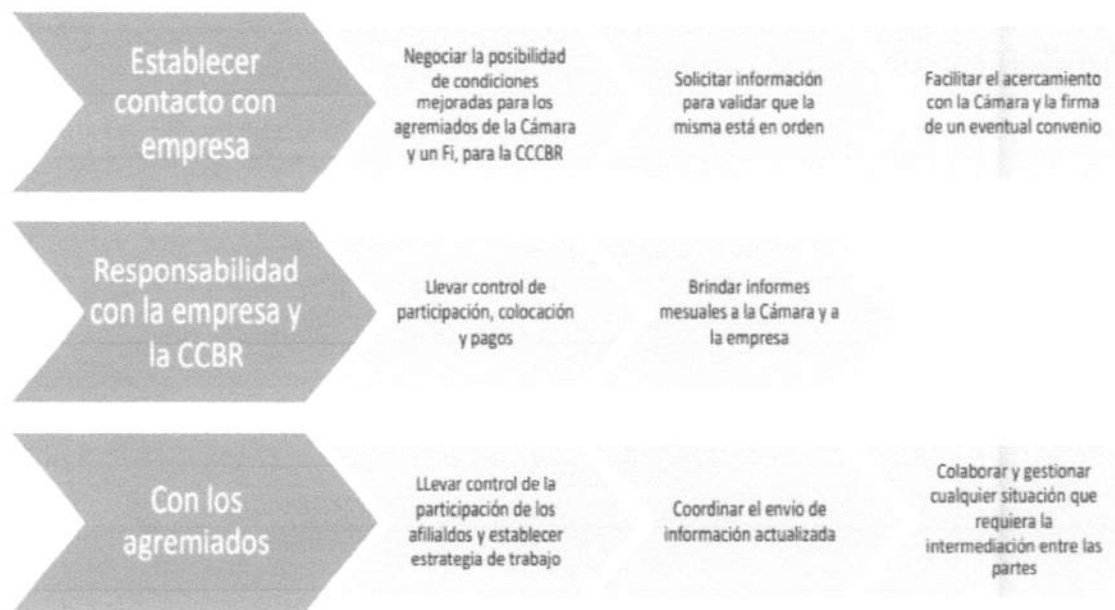 Establecer
contacto con
empresa
Negociar la posibilidad
de condiciones
mejoradas para los
agremiados de la Cámara
y un Fi, para la CCCBR
Solicitar información
para validar que la
misma está en orden
Facilitar el acercamiento
con la Cámara y la firma
de un eventual convenio
Responsabilidad
con la empresa y
la CCBR
Llevar control de
participación, colocación
y pagos
Brindar informes
mesuales a la Cámara y a
la empresa
Con los
agremiados
LLevar control de la
participación de los
afilialdos y establecer
estrategia de trabajo
Coordinar el envio de
información actualizada
Colaborar y gestionar
cualquier situación que
requiera la
intermediación entre las
partes